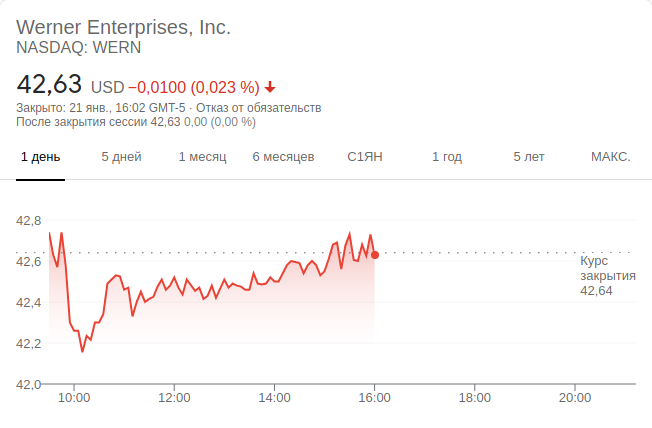 Werner Enterprises, Inc.
NASDAQ: WERN
42,63 USD −0,0100 (0,023 %)
Закрыто: 21 янв., 16:02 GMT-5 · Отказ от обязательств
После закрытия сессии 42,63 0,00 (0,00 %)
1 день 5 дней 1 месяц 6 месяцев С1ЯН 1 год 5 лет МАКС.
42,8
42,6
42,4
42,2
42,0
Курс
закрытия
42,64
10:00 12:00 14:00 16:00 18:00 20:00